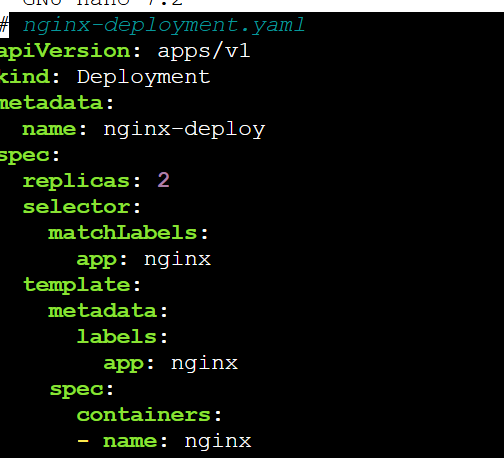 GNU nano 7.2
# nginx-deployment.yaml
apiVersion: apps/v1
kind: Deployment
metadata:
  name: nginx-deploy
spec:
  replicas: 2
  selector:
    matchLabels:
      app: nginx
  template:
    metadata:
      labels:
        app: nginx
    spec:
      containers:
      - name: nginx